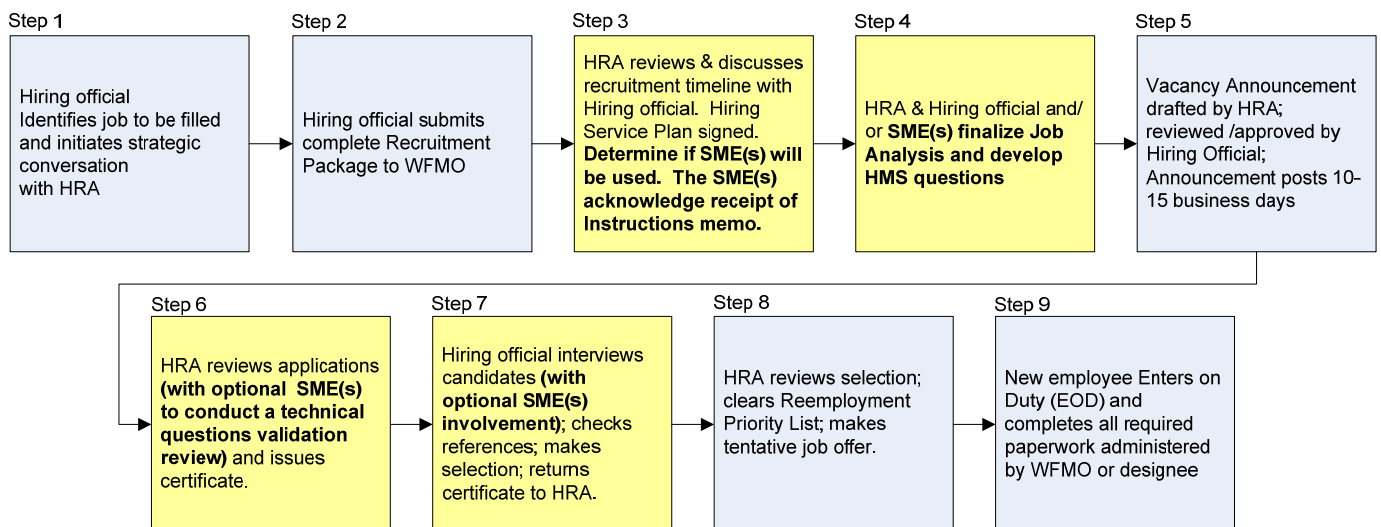 Step 1
Hiring official
Identifies job to be filled
and initiates strategic
conversation
with HRA
Step 2
Hiring official submits
complete Recruitment
Package to WFMO
Step 3
HRA reviews & discusses
recruitment timeline with
Hiring official.  Hiring
Service Plan signed.
Determine if SME(s) will
be used.  The SME(s)
acknowledge receipt of
Instructions memo.
Step 4
HRA & Hiring official and/
or SME(s) finalize Job
Analysis and develop
HMS questions
Step 5
Vacancy Announcement
drafted by HRA;
reviewed /approved by
Hiring Official;
Announcement posts 10-
15 business days
Step 6
HRA reviews applications
(with optional  SME(s)
to conduct a technical
questions validation
review) and issues
certificate.
Step 7
Hiring official interviews
candidates (with
optional SME(s)
involvement); checks
references; makes
selection; returns
certificate to HRA.
Step 8
HRA reviews selection;
clears Reemployment
Priority List; makes
tentative job offer.
Step 9
New employee Enters on
Duty (EOD) and
completes all required
paperwork administered
by WFMO or designee